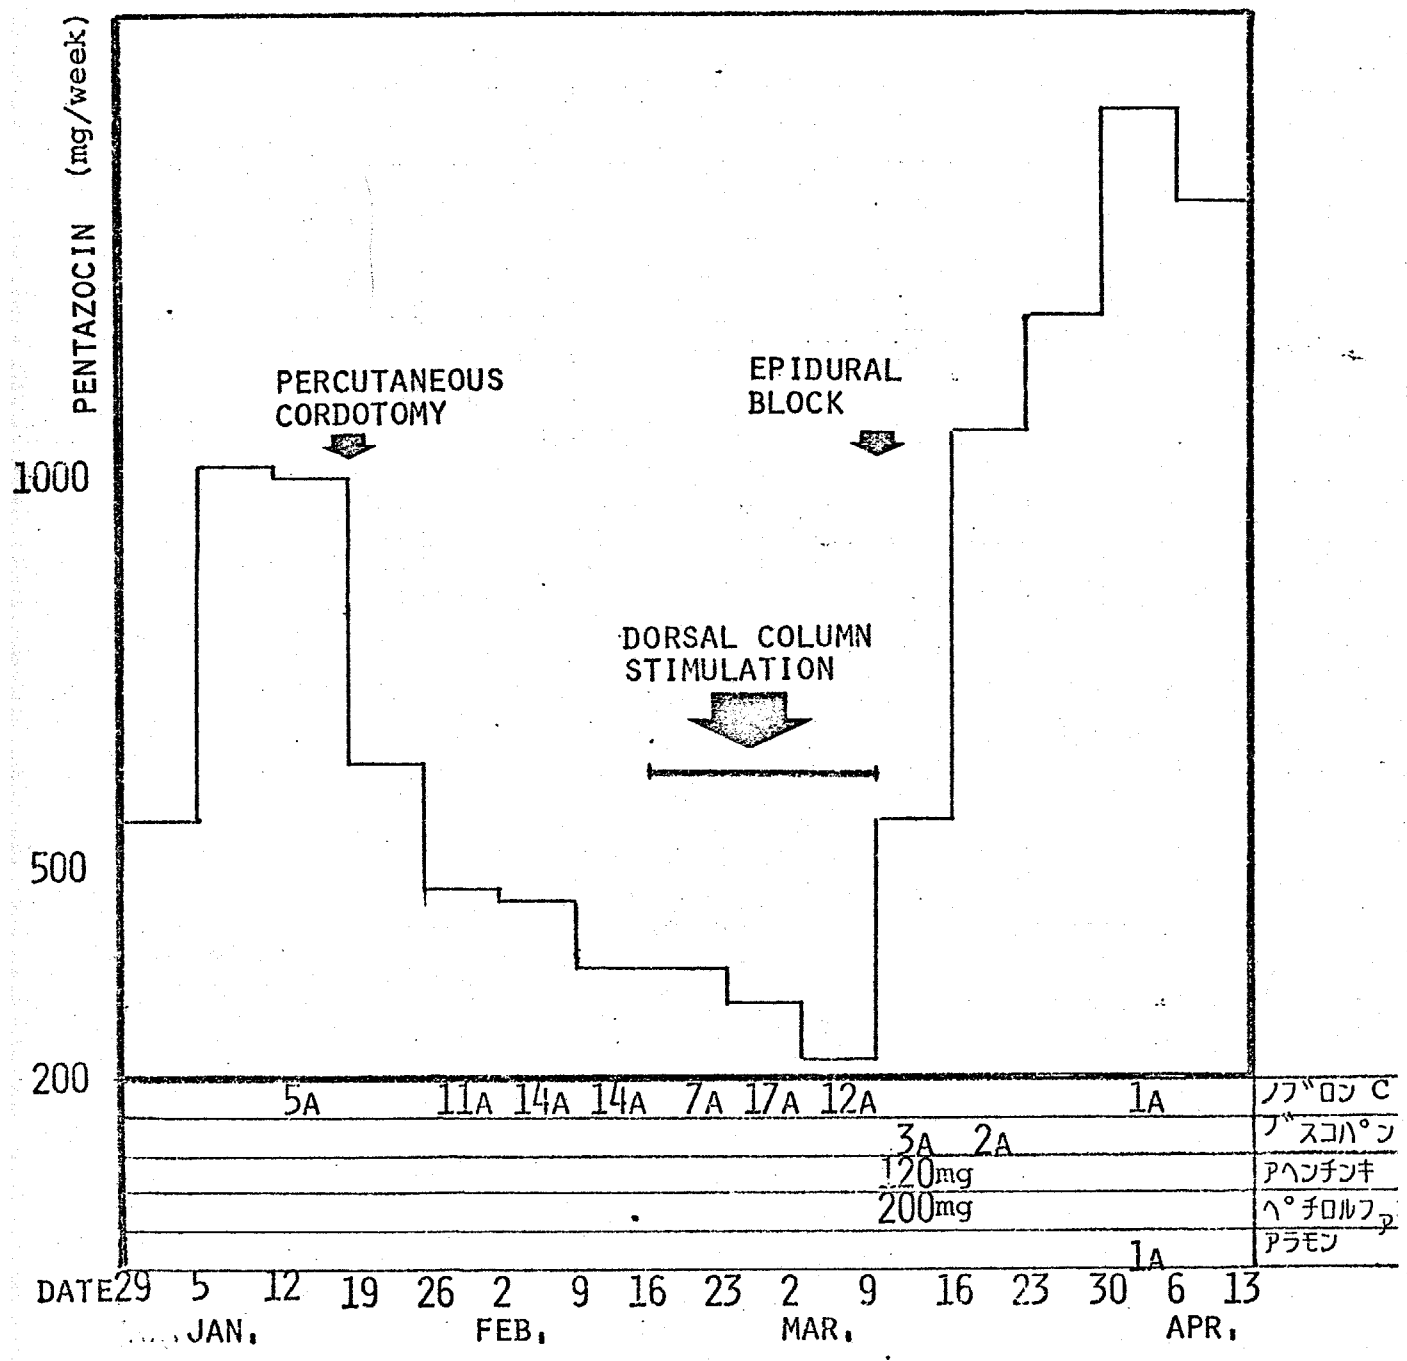 PENTAZOCIN (mg/week)
PERCUTANEOUS
CORDOTOMY
EPIDURAL
BLOCK
1000
DORSAL COLUMN
STIMULATION
500
200
5A 11A 14A 14A 7A 17A 12A 1A ノブロン C
3A 2A ブスコパン
120mg アヘンチンキ
200mg ペチロルファ
1A アラモン
DATE 29 5 12 19 26 2 9 16 23 2 9 16 23 30 6 13
JAN. FEB. MAR. APR.